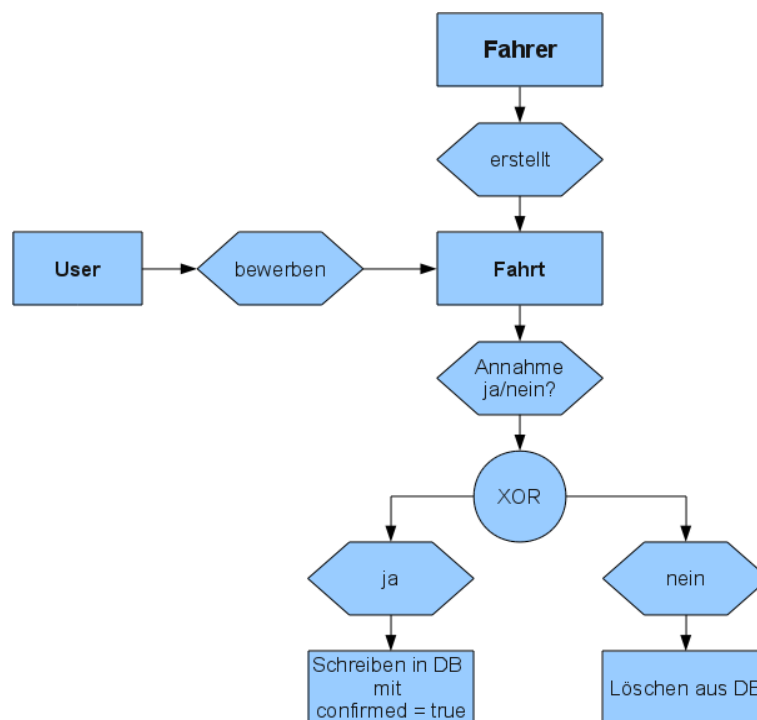 Fahrer
erstellt
User
bewerben
Fahrt
Annahme
ja/nein?
XOR
ja
nein
Schreiben in DB
mit
confirmed = true
Löschen aus DB